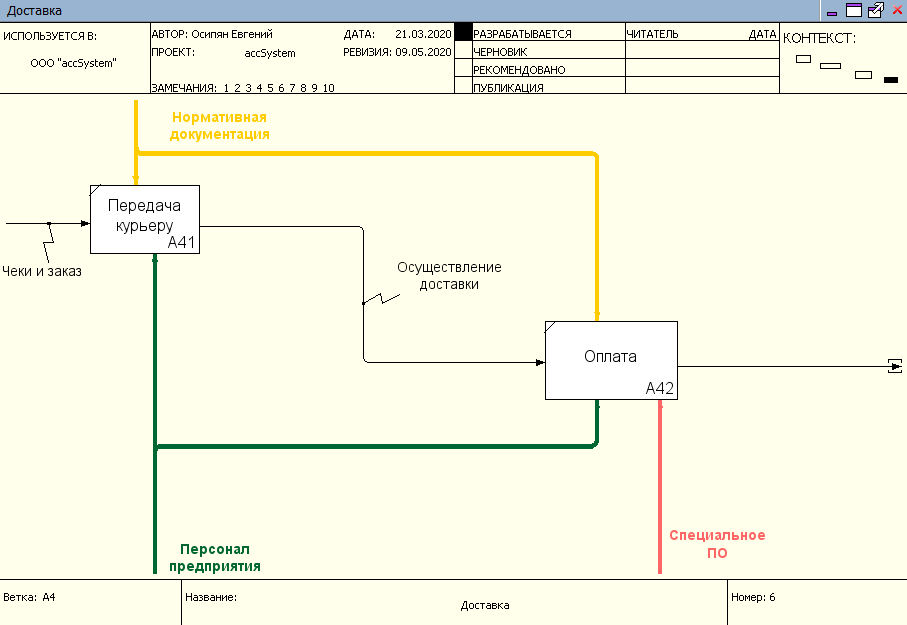 Доставка
ИСПОЛЬЗУЕТСЯ В:
ООО "accSystem"
АВТОР: Осипян Евгений
ДАТА: 21.03.2020
ПРОЕКТ: accSystem
РЕВИЗИЯ: 09.05.2020
ЗАМЕЧАНИЯ: 1 2 3 4 5 6 7 8 9 10
РАЗРАБАТЫВАЕТСЯ
ЧЕРНОВИК
РЕКОМЕНДОВАНО
ПУБЛИКАЦИЯ
ЧИТАТЕЛЬ ДАТА
КОНТЕКСТ:
Нормативная
документация
Передача
курьеру
A41
Чеки и заказ
Осуществление
доставки
Оплата
A42
Специальное
ПО
Персонал
предприятия
Ветка: A4
Название:
Доставка
Номер: 6